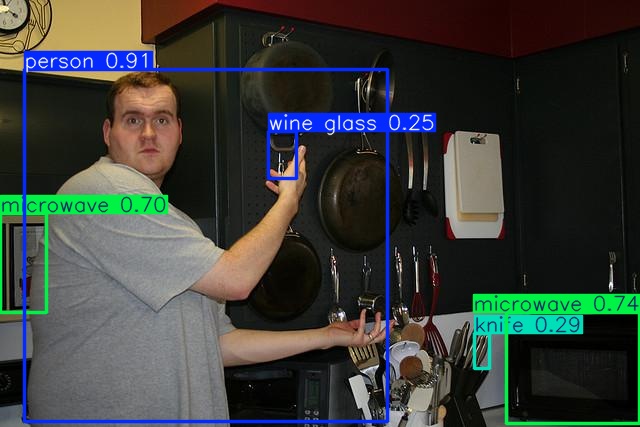 person 0.91
wine glass 0.25
microwave 0.70
microwave 0.74
knife 0.29